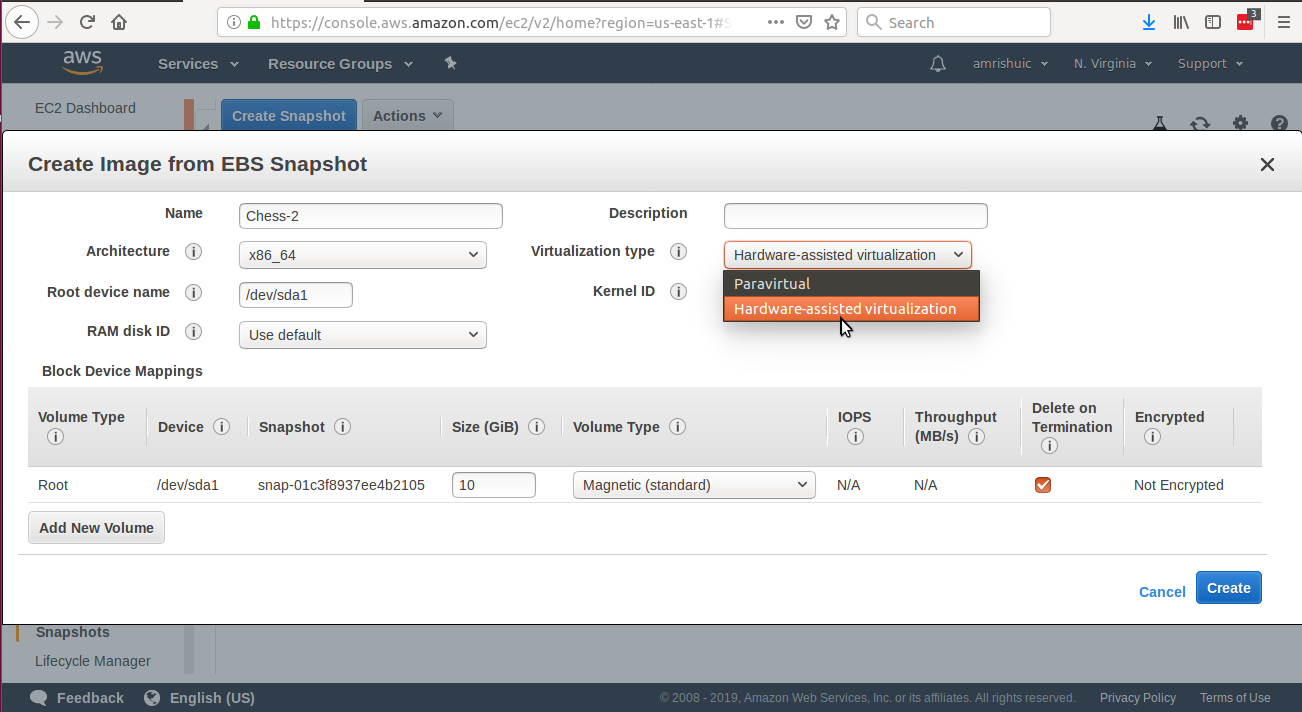 https://console.aws.amazon.com/ec2/v2/home?region=us-east-1#S
Search
3
aws
Services
Resource Groups
amrishuic
N. Virginia
Support
EC2 Dashboard
Create Snapshot
Actions
Create Image from EBS Snapshot
Name
Chess-2
Description
Architecture
x86_64
Virtualization type
Hardware-assisted virtualization
Paravirtual
Hardware-assisted virtualization
Root device name
/dev/sda1
Kernel ID
RAM disk ID
Use default
Block Device Mappings
Volume Type
Device
Snapshot
Size (GiB)
Volume Type
IOPS
Throughput
(MB/s)
Delete on
Termination
Encrypted
Root
/dev/sda1
snap-01c3f8937ee4b2105
10
Magnetic (standard)
N/A
N/A
Not Encrypted
Add New Volume
Cancel
Create
Snapshots
Lifecycle Manager
Feedback
English (US)
© 2008 - 2019, Amazon Web Services, Inc. or its affiliates. All rights reserved.
Privacy Policy
Terms of Use